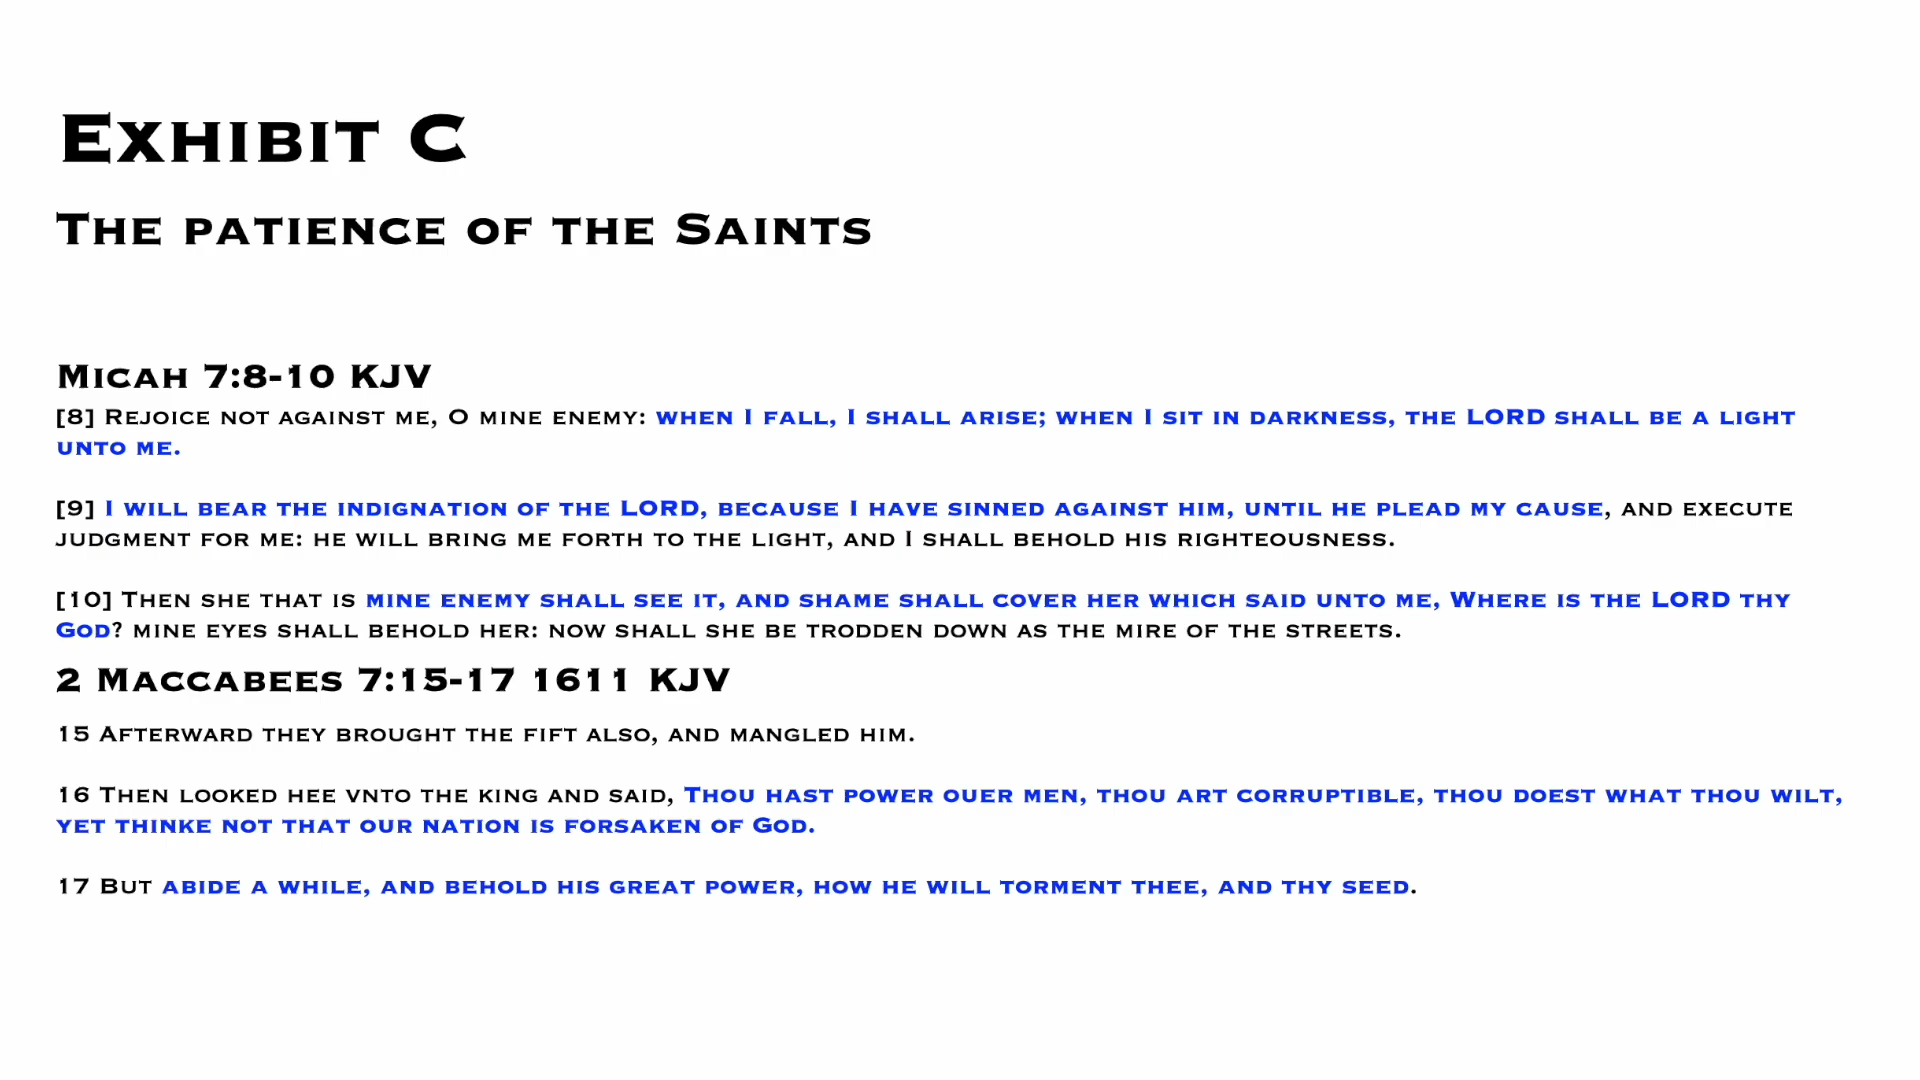 Exhibit C
The patience of the Saints
Micah 7:8-10 KJV
[8] Rejoice not against me, O mine enemy: when I fall, I shall arise; when I sit in darkness, the LORD shall be a light
unto me.
[9] I will bear the indignation of the LORD, because I have sinned against him, until he plead my cause, and execute
judgment for me: he will bring me forth to the light, and I shall behold his righteousness.
[10] Then she that is mine enemy shall see it, and shame shall cover her which said unto me, Where is the LORD thy
God? mine eyes shall behold her: now shall she be trodden down as the mire of the streets.
2 Maccabees 7:15-17 1611 KJV
15 Afterward they brought the fift also, and mangled him.
16 Then looked hee vnto the king and said, Thou hast power ouer men, thou art corruptible, thou doest what thou wilt,
yet thinke not that our nation is forsaken of God.
17 But abide a while, and behold his great power, how he will torment thee, and thy seed.